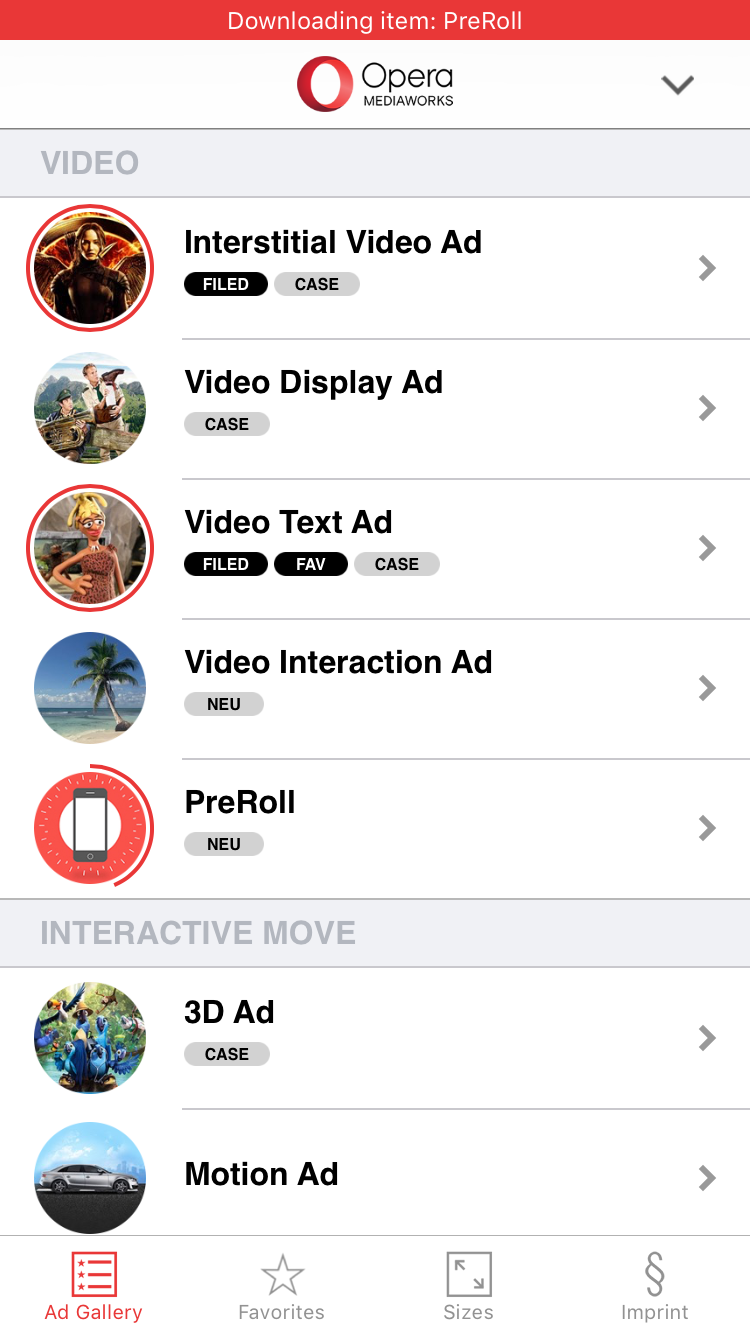 Downloading item: PreRoll
Opera
MEDIAWORKS
VIDEO
Interstitial Video Ad
FILED CASE
Video Display Ad
CASE
Video Text Ad
FILED FAV CASE
Video Interaction Ad
NEU
PreRoll
NEU
INTERACTIVE MOVE
3D Ad
CASE
Motion Ad
Ad Gallery Favorites Sizes Imprint